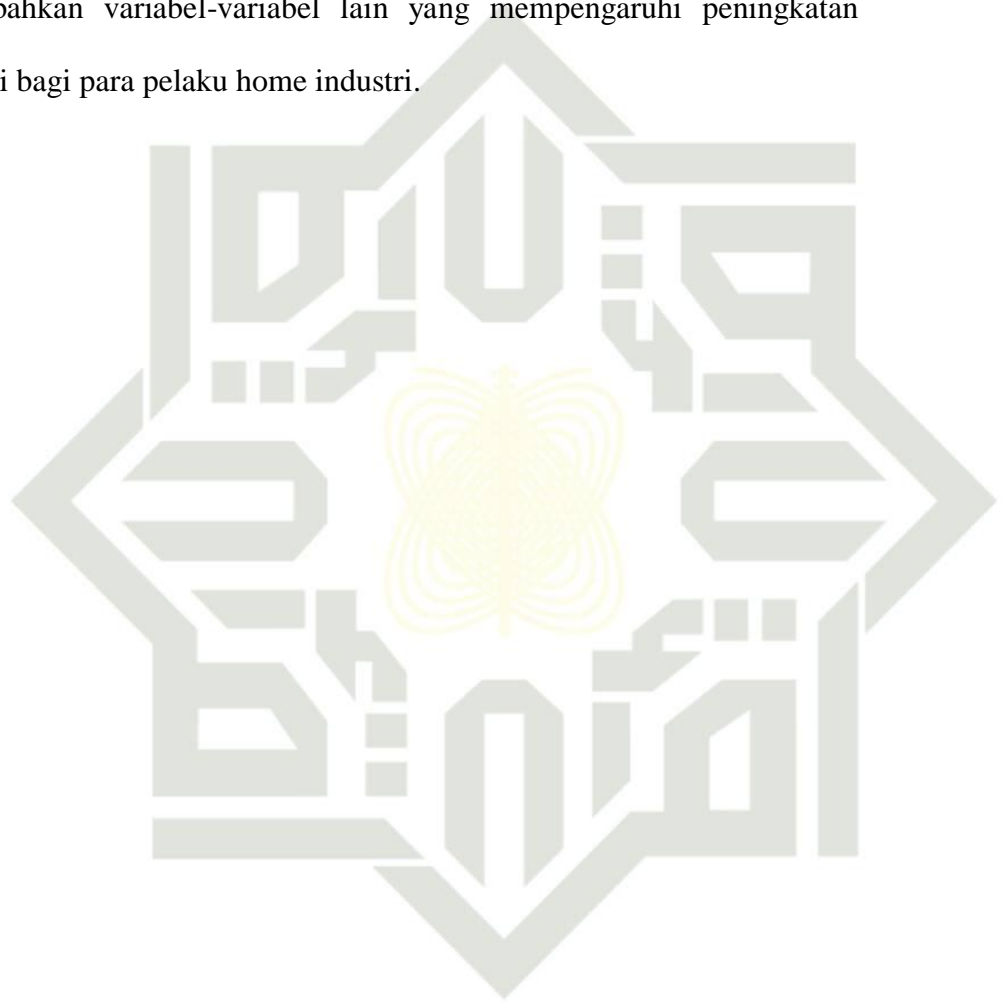 bahkan variabel-variabel lain yang mempengaruhi peningkatan
i bagi para pelaku home industri.